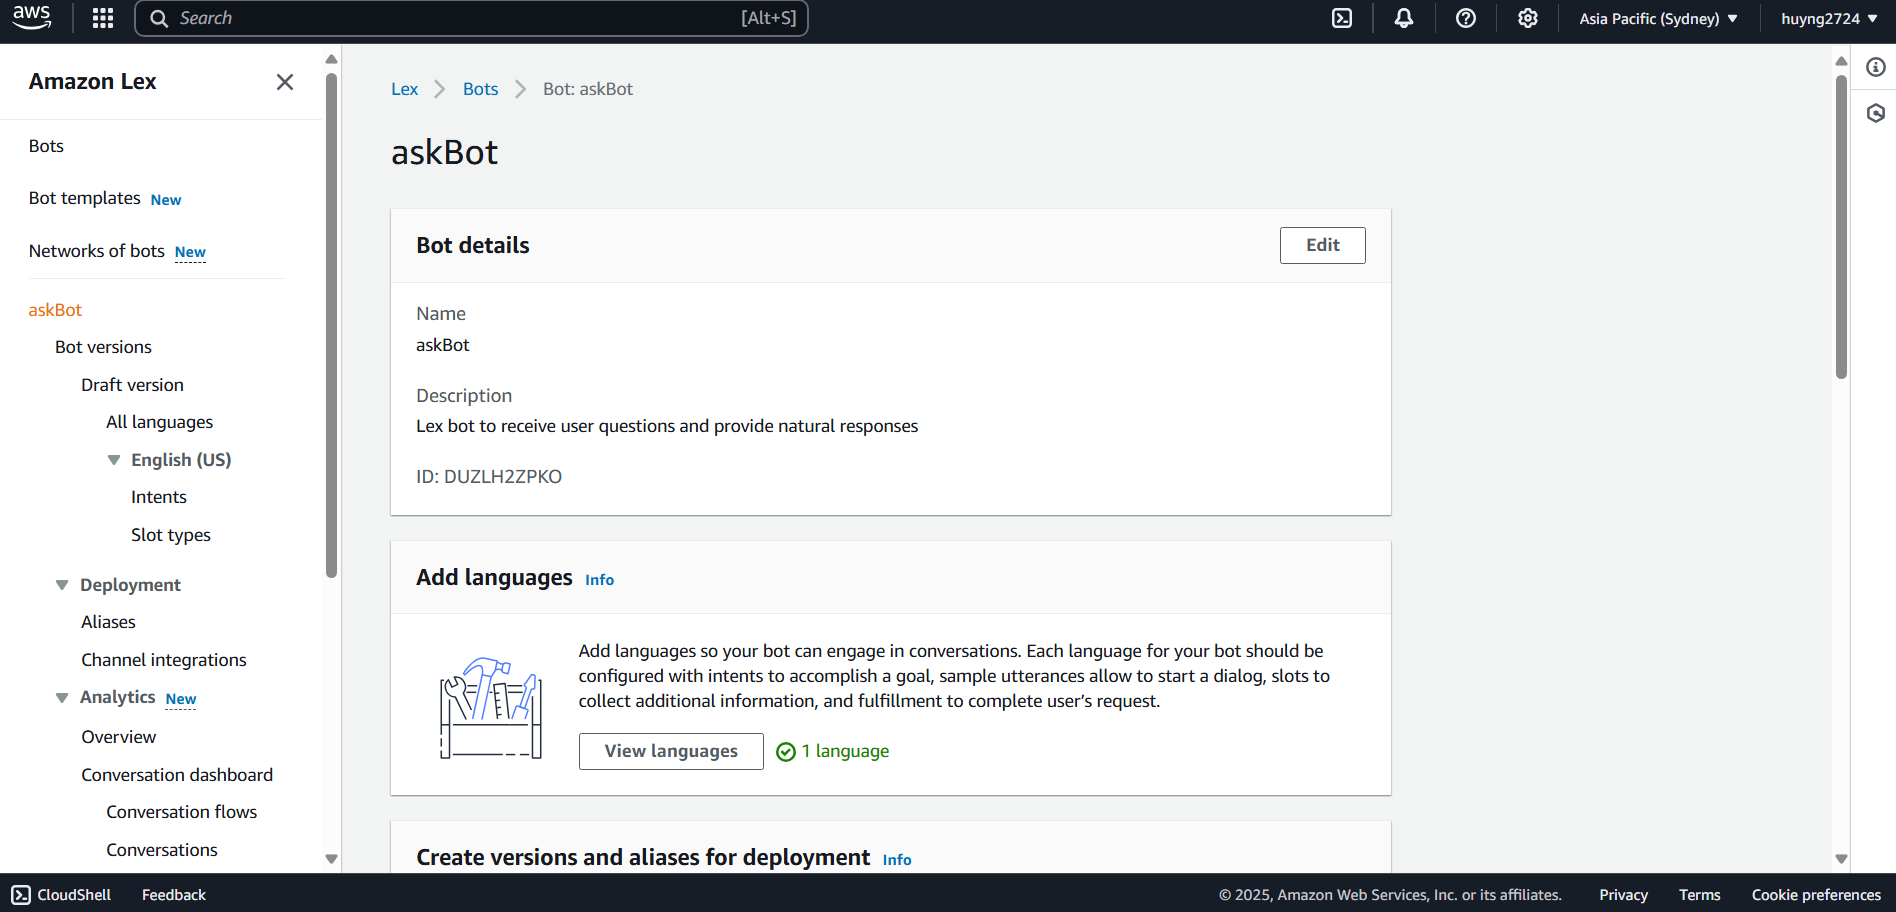 aws
Search [Alt+S]
Asia Pacific (Sydney)
huyng2724
Amazon Lex
Bots
Bot templates New
Networks of bots New
askBot
Bot versions
Draft version
All languages
English (US)
Intents
Slot types
Deployment
Aliases
Channel integrations
Analytics New
Overview
Conversation dashboard
Conversation flows
Conversations
Lex Bots Bot: askBot
askBot
Bot details
Edit
Name
askBot
Description
Lex bot to receive user questions and provide natural responses
ID: DUZLH2ZPKO
Add languages Info
Add languages so your bot can engage in conversations. Each language for your bot should be
configured with intents to accomplish a goal, sample utterances allow to start a dialog, slots to
collect additional information, and fulfillment to complete user’s request.
View languages 1 language
Create versions and aliases for deployment Info
CloudShell Feedback
© 2025, Amazon Web Services, Inc. or its affiliates. Privacy Terms Cookie preferences